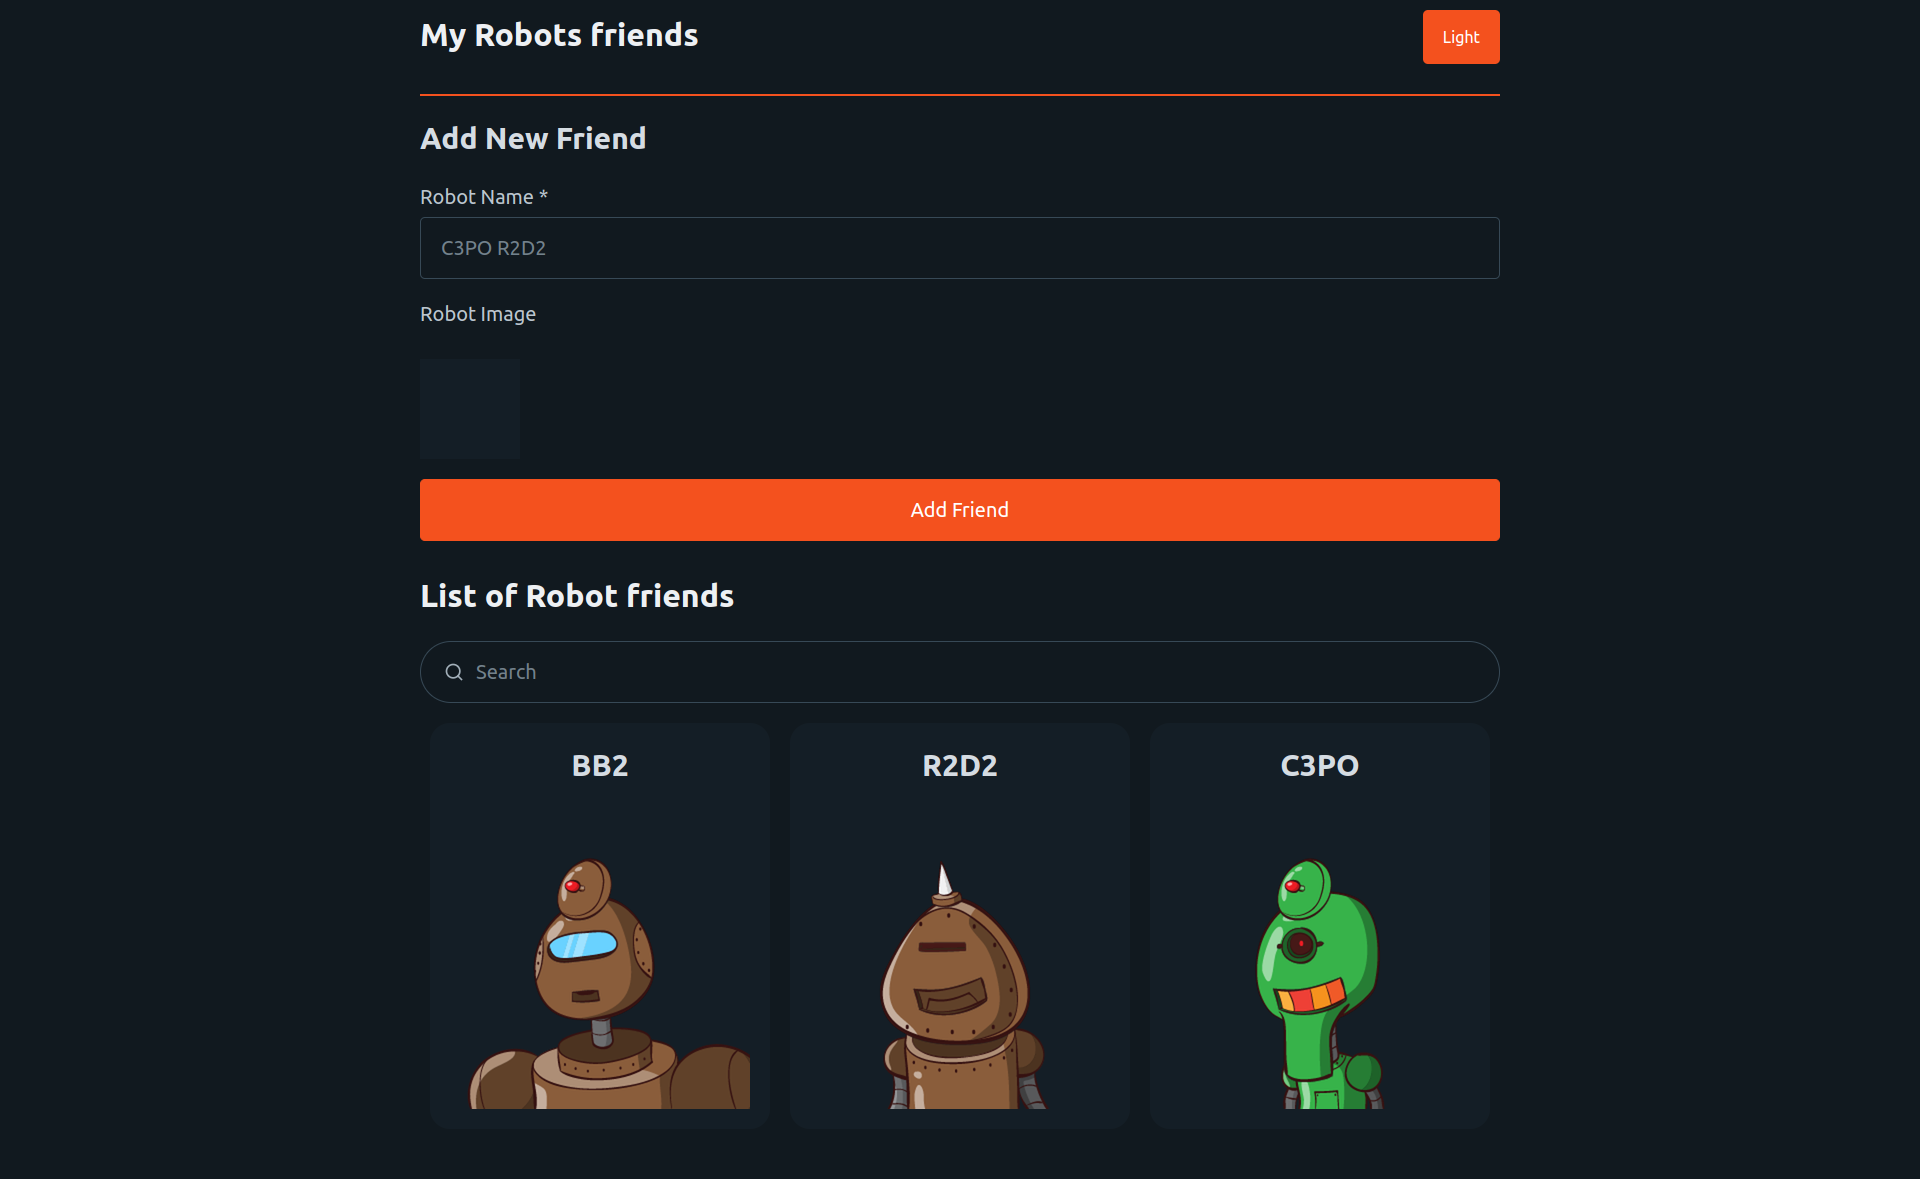 My Robots friends
Light
Add New Friend
Robot Name *
C3PO R2D2
Robot Image
Add Friend
List of Robot friends
Search
BB2
R2D2
C3PO